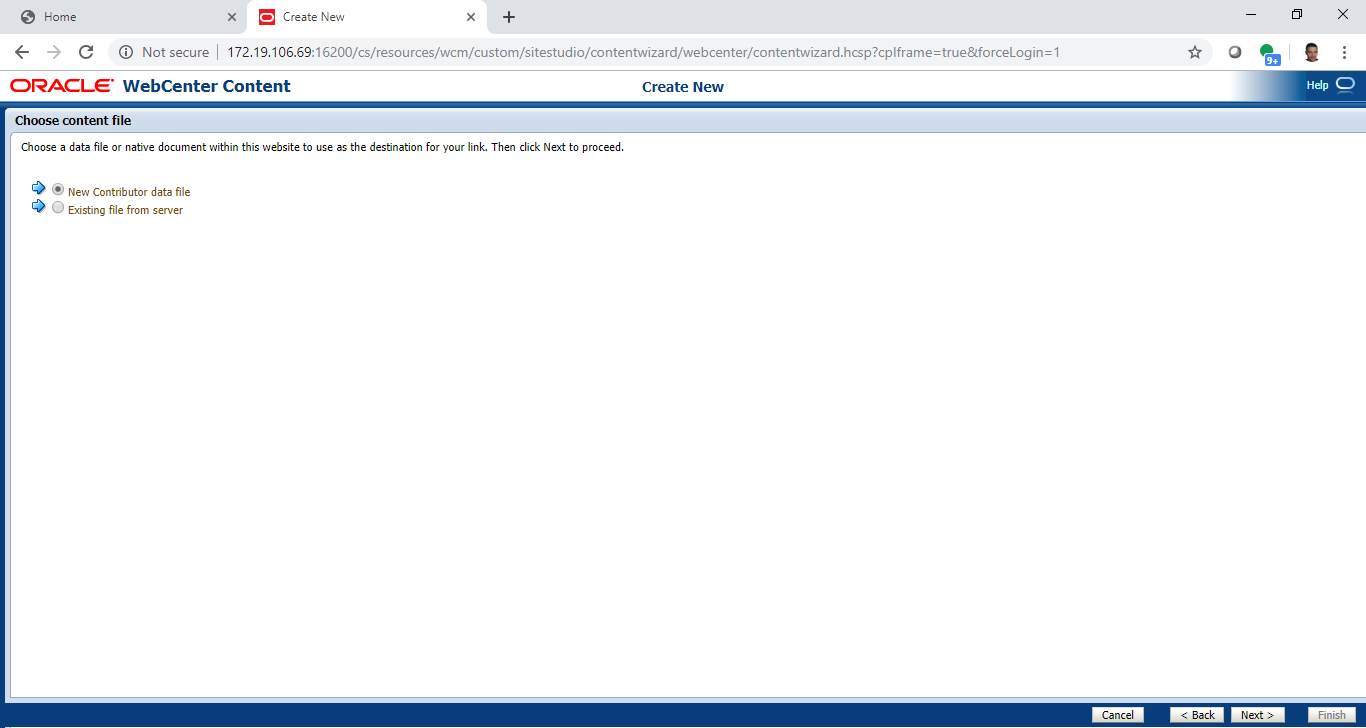 Home
Create New
Not secure
172.19.106.69:16200/cs/resources/wcm/custom/sitestudio/contentwizard/webcenter/contentwizard.hcsp?cpIframe=true&forceLogin=1
9+
ORACLE WebCenter Content
Create New
Help
Choose content file
Choose a data file or native document within this website to use as the destination for your link. Then click Next to proceed.
New Contributor data file
Existing file from server
Cancel
< Back
Next >
Finish